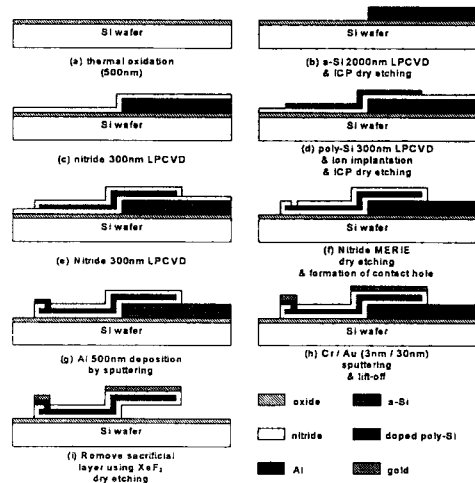 Si wafer
(a) thermal oxidation
(500nm)
Si wafer
(b) a-Si 2000nm LPCVD
& ICP dry etching
Si wafer
(c) nitride 300nm LPCVD
Si wafer
(d) poly-Si 300nm LPCVD
& ion implantation
& ICP dry etching
Si wafer
(e) Nitride 300nm LPCVD
Si wafer
(f) Nitride MERIE
dry etching
& formation of contact hole
Si wafer
(g) Al 500nm deposition
by sputtering
Si wafer
(h) Cr / Au (3nm / 30nm)
sputtering
& lift-off
Si wafer
(i) Remove sacrificial
layer using XeF2
dry etching
oxide
a-Si
nitride
doped poly-Si
Al
gold